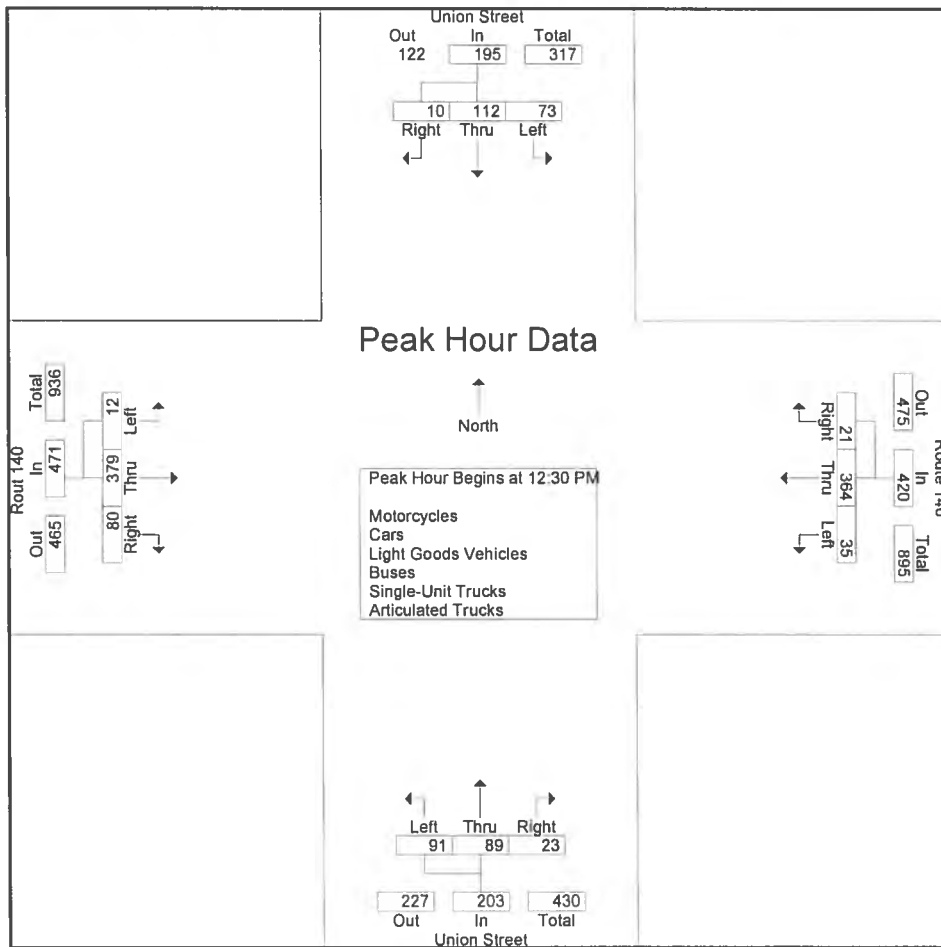 Union Street
Out In Total
122 195 317
10 112 73
Right Thru Left
Peak Hour Data
North
Peak Hour Begins at 12:30 PM
Motorcycles
Cars
Light Goods Vehicles
Buses
Single-Unit Trucks
Articulated Trucks
Rout 140
Out In Total
465 471 936
80 379 12
Right Thru Left
Route 140
Out In Total
475 420 895
21 364 35
Right Thru Left
Left Thru Right
91 89 23
227 203 430
Out In Total
Union Street